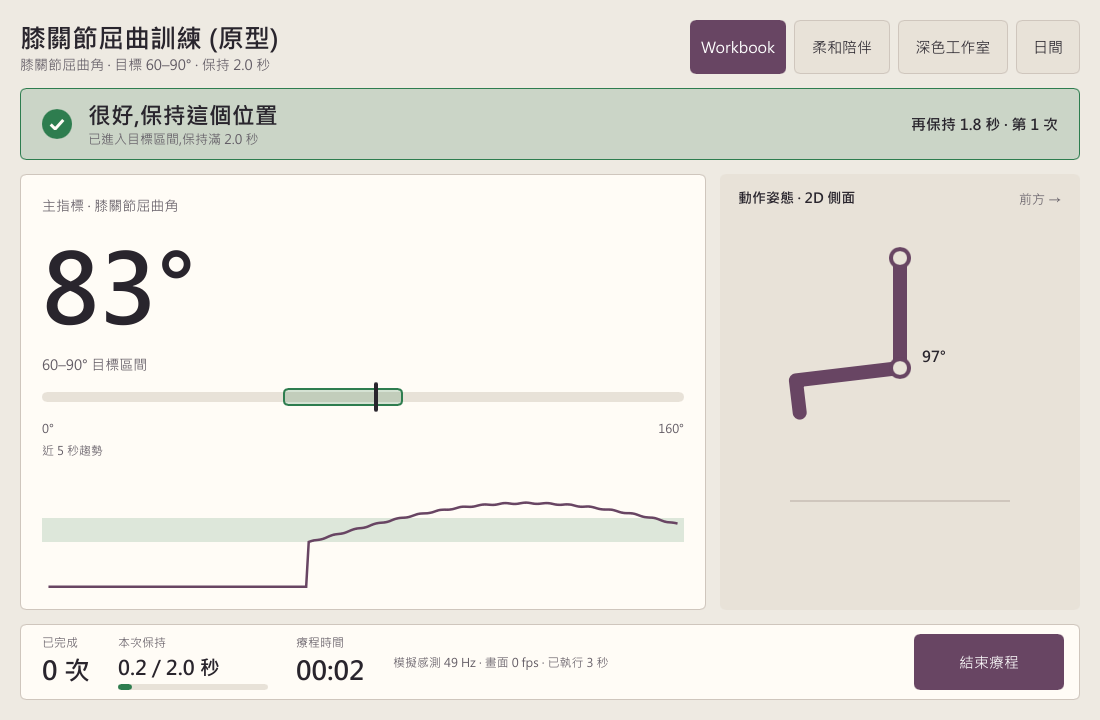 膝關節屈曲訓練 (原型)
膝關節屈曲角 · 目標 60–90° · 保持 2.0 秒
Workbook
柔和陪伴
深色工作室
日間
很好,保持這個位置
已進入目標區間,保持滿 2.0 秒
再保持 1.8 秒 · 第 1 次
主指標 · 膝關節屈曲角
83°
60–90° 目標區間
0°
160°
近 5 秒趨勢
動作姿態 · 2D 側面
前方 →
97°
已完成
0 次
本次保持
0.2 / 2.0 秒
療程時間
00:02
模擬感測 49 Hz · 畫面 0 fps · 已執行 3 秒
結束療程